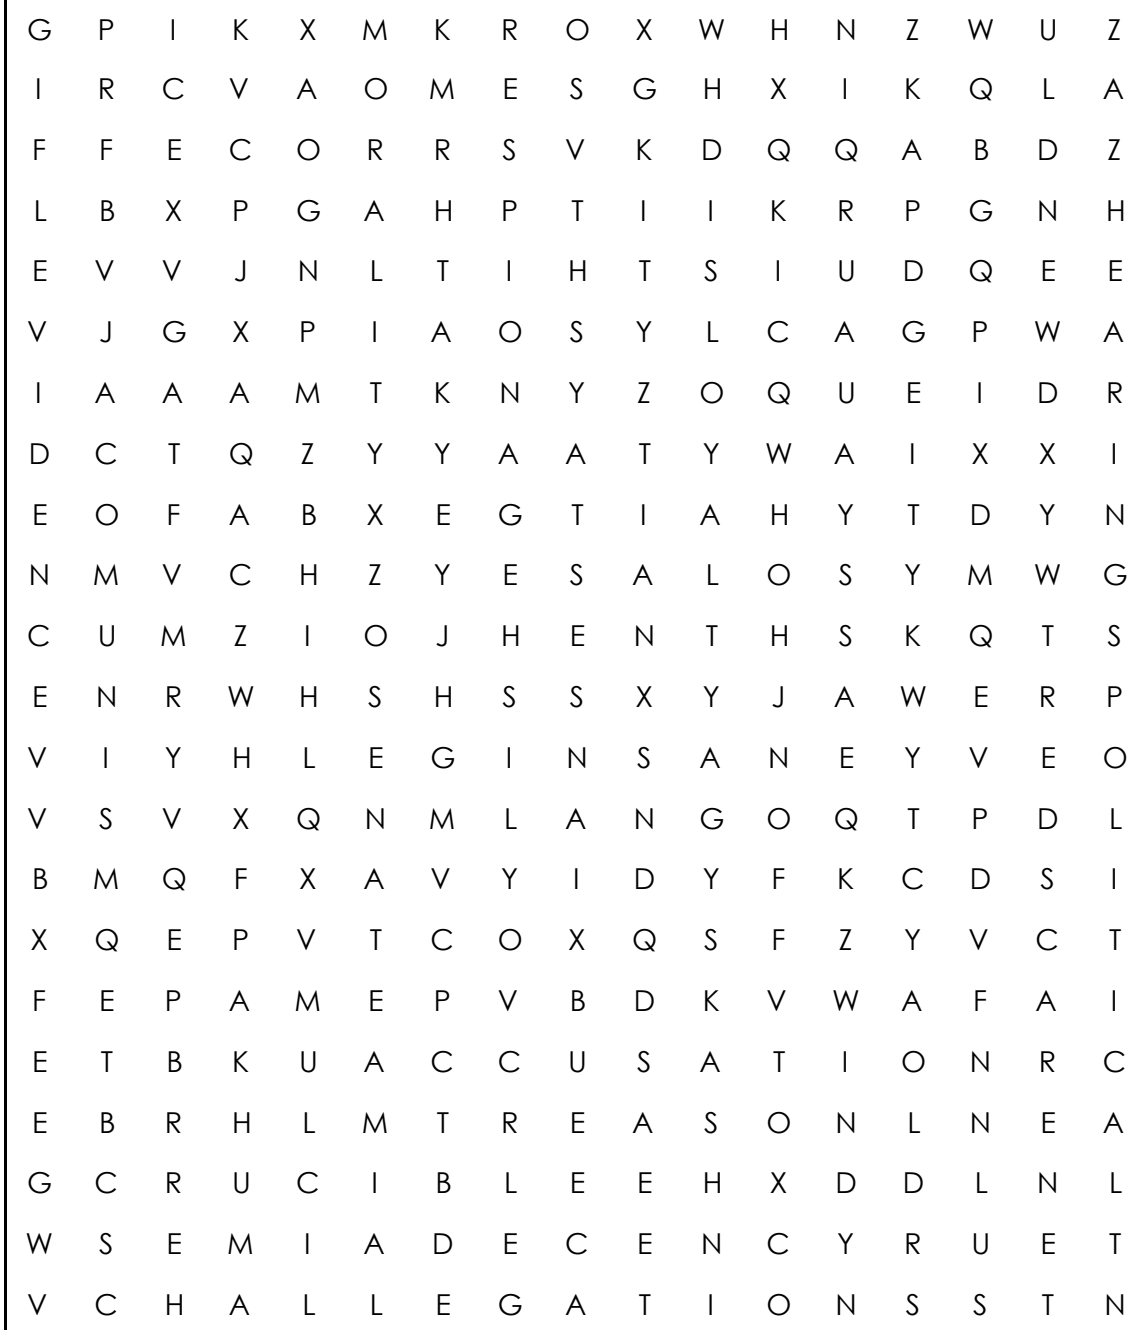 G P I K X M K R O X W H N Z W U Z
I R C V A O M E S G H X I K Q L A
F F E C O R R S V K D Q Q A B D Z
L B X P G A H P T I I K R P G N H
E V V J N L T I H T S I U D Q E E
V J G X P I A O S Y L C A G P W A
I A A A M T K N Y Z O Q U E I D R
D C T Q Z Y Y A A T Y W A I X X I
E O F A B X E G T I A H Y T D Y N
N M V C H Z Y E S A L O S Y M W G
C U M Z I O J H E N T H S K Q T S
E N R W H S H S S X Y J A W E R P
V I Y H L E G I N S A N E Y V E O
V S V X Q N M L A N G O Q T P D L
B M Q F X A V Y I D Y F K C D S I
X Q E P V T C O X Q S F Z Y V C T
F E P A M E P V B D K V W A F A I
E T B K U A C C U S A T I O N R C
E B R H L M T R E A S O N L N E A
G C R U C I B L E E H X D D L N L
W S E M I A D E C E N C Y R U E T
V C H A L L E G A T I O N S S T N